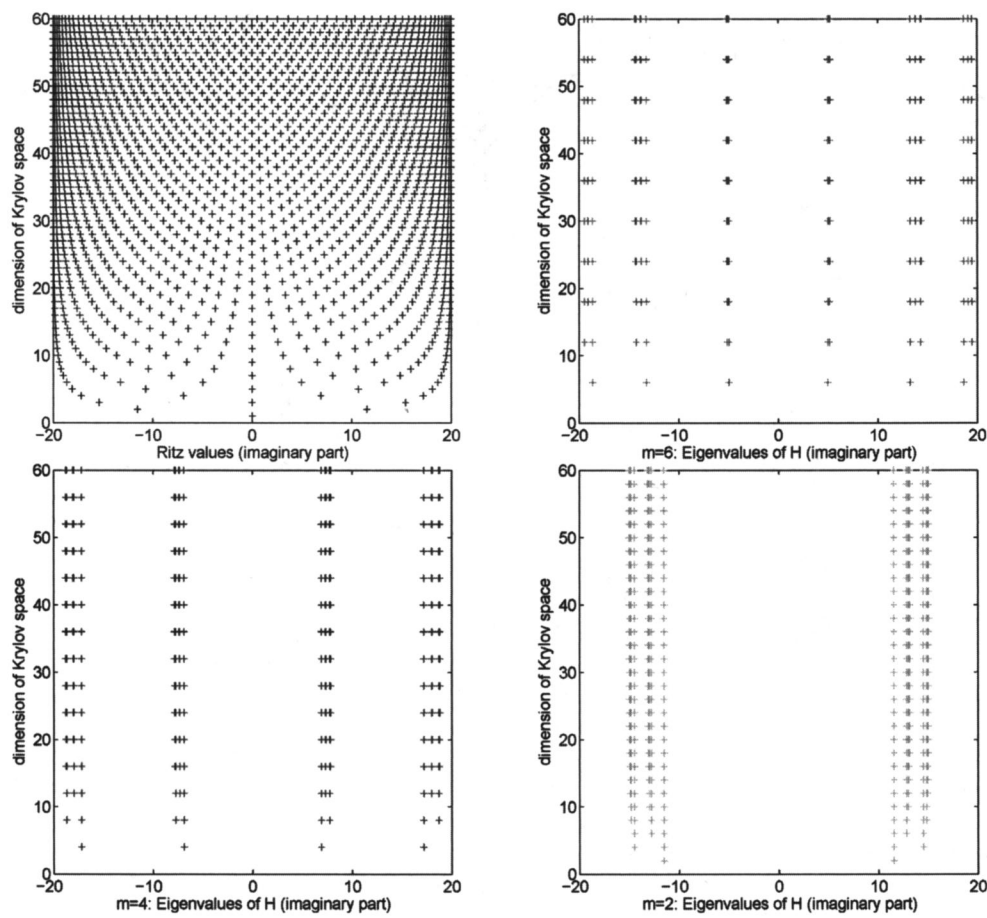 60
50
40
30
20
10
0
dimension of Krylov space
−20 −10 0 10 20
Ritz values (imaginary part)
60
50
40
30
20
10
0
dimension of Krylov space
−20 −10 0 10 20
m=6: Eigenvalues of H (imaginary part)
60
50
40
30
20
10
0
dimension of Krylov space
−20 −10 0 10 20
m=4: Eigenvalues of H (imaginary part)
60
50
40
30
20
10
0
dimension of Krylov space
−20 −10 0 10 20
m=2: Eigenvalues of H (imaginary part)